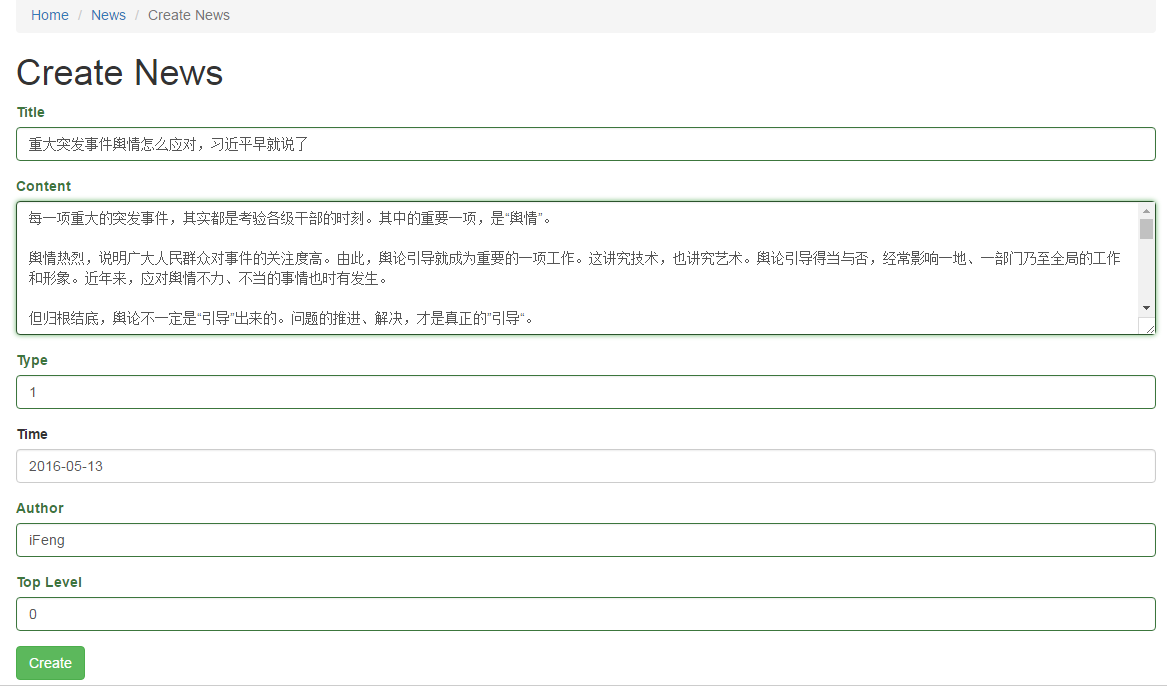 Home / News / Create News
Create News
Title
重大突发事件舆情怎么应对，习近平早就说了
Content
每一项重大的突发事件，其实都是考验各级干部的时刻。其中的重要一项，是“舆情”。
舆情热烈，说明广大人民群众对事件的关注度高。由此，舆论引导就成为重要的一项工作。这讲究技术，也讲究艺术。舆论引导得当与否，经常影响一地、一部门乃至全局的工作
和形象。近年来，应对舆情不力、不当的事情也时有发生。
但归根结底，舆论不一定是“引导”出来的。问题的推进、解决，才是真正的”引导“。
Type
1
Time
2016-05-13
Author
iFeng
Top Level
0
Create